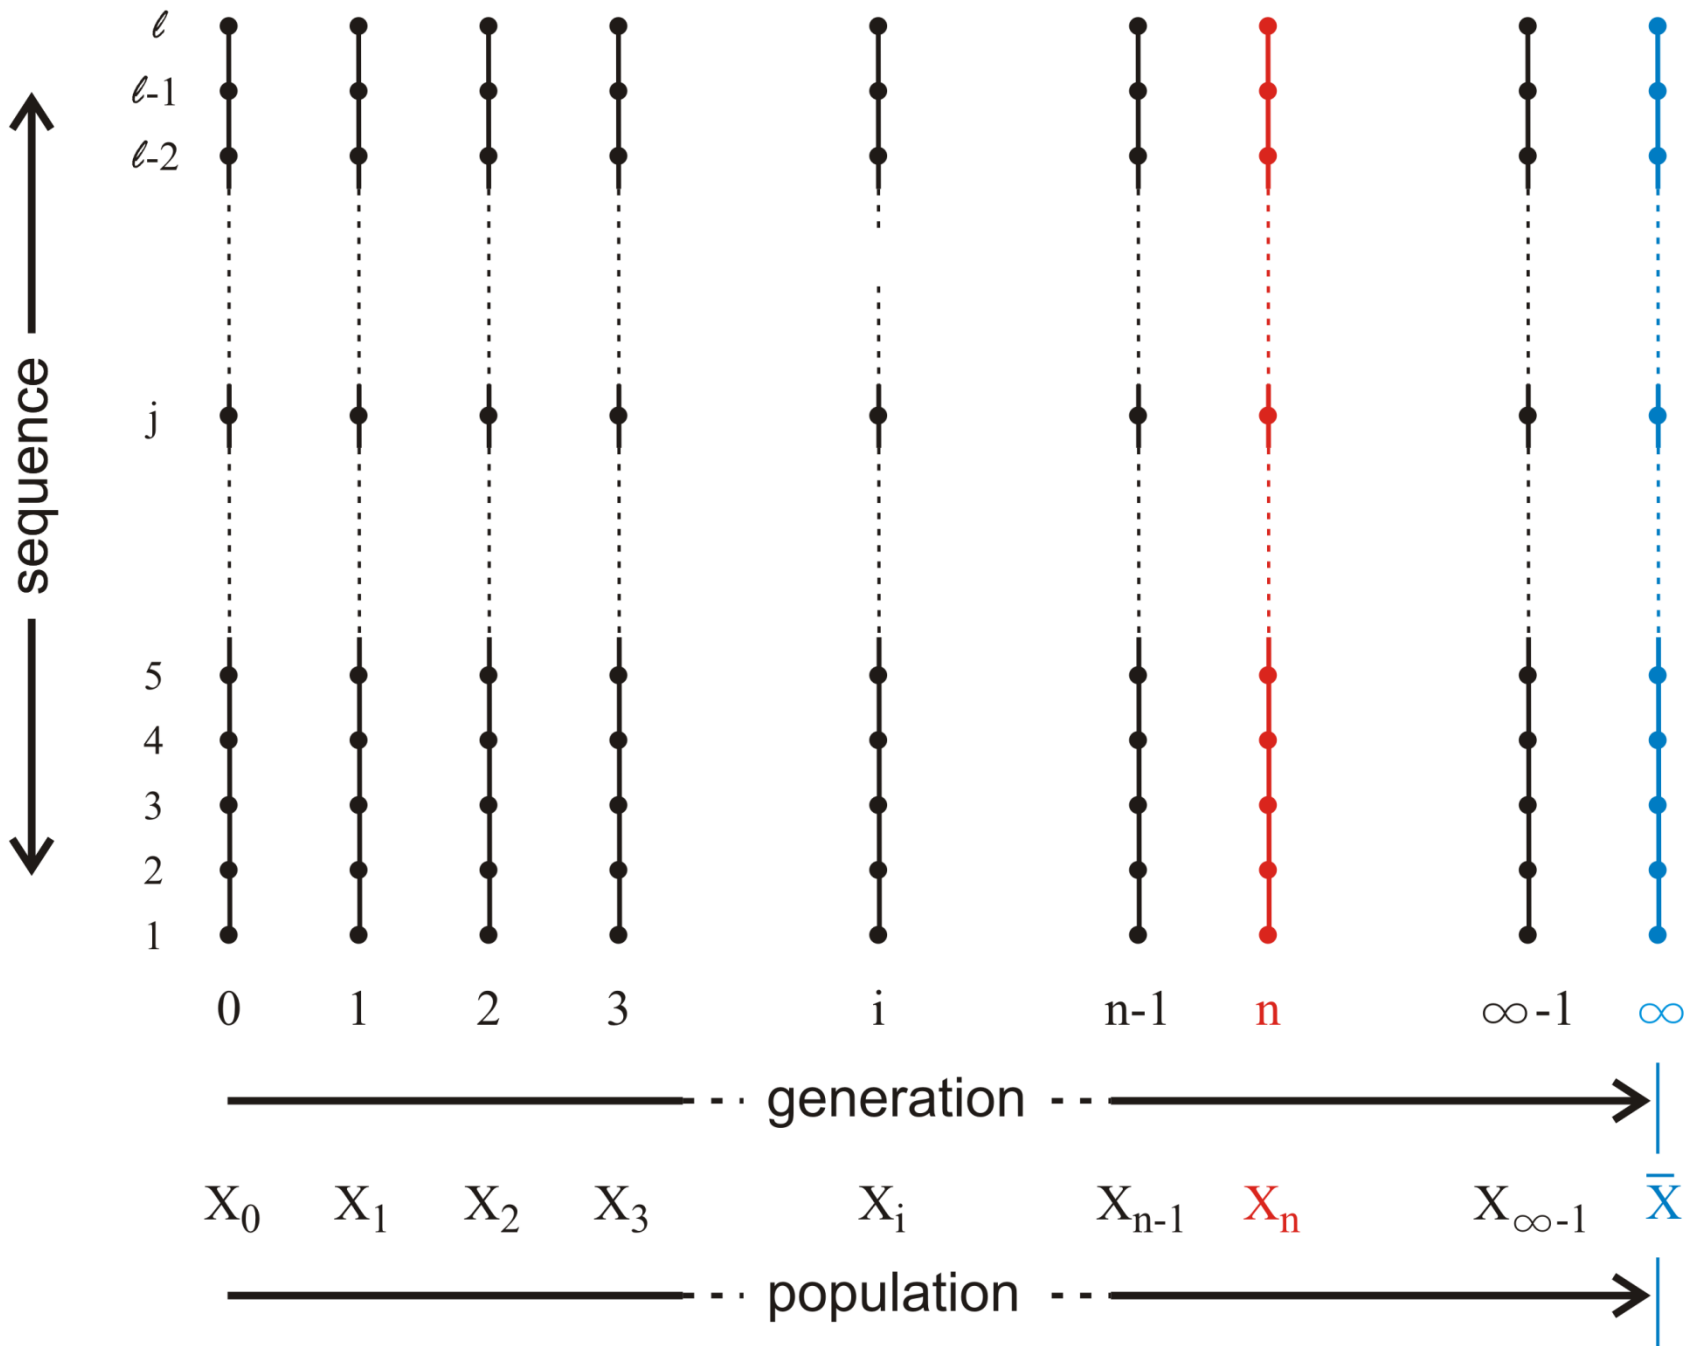 ℓ
ℓ-1
ℓ-2
j
5
4
3
2
1
sequence
0 1 2 3 i n-1 n ∞-1 ∞
generation
X₀ X₁ X₂ X₃ Xᵢ Xₙ₋₁ Xₙ X∞-1 X̅
population